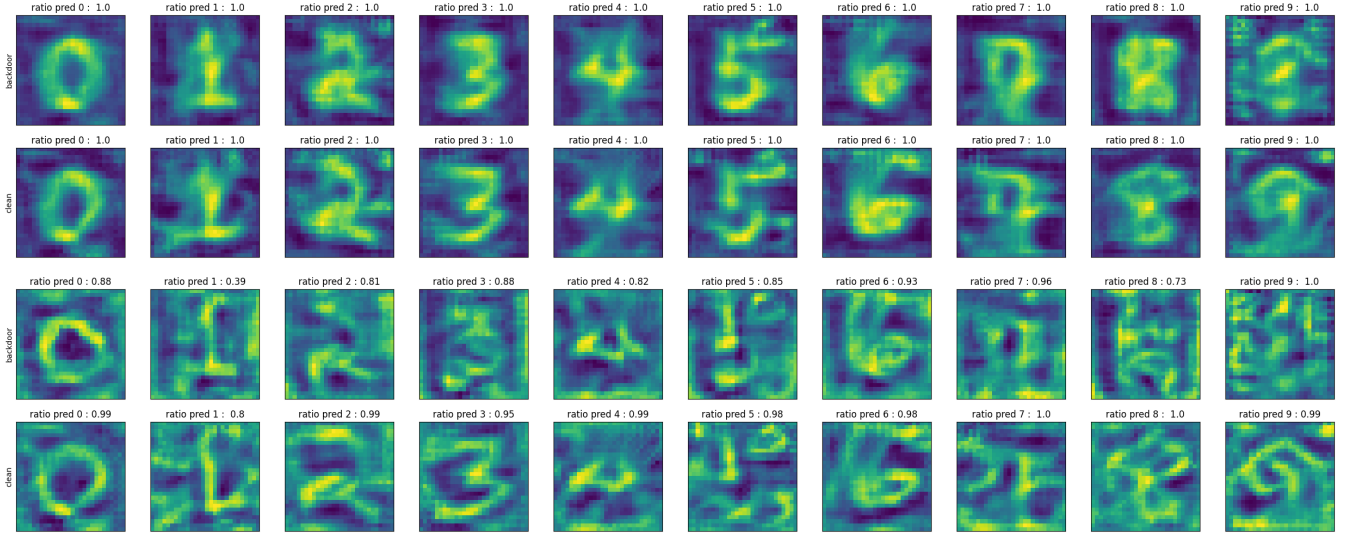 ratio pred 0 : 1.0 ratio pred 1 : 1.0 ratio pred 2 : 1.0 ratio pred 3 : 1.0 ratio pred 4 : 1.0 ratio pred 5 : 1.0 ratio pred 6 : 1.0 ratio pred 7 : 1.0 ratio pred 8 : 1.0 ratio pred 9 : 1.0
backdoor
ratio pred 0 : 1.0 ratio pred 1 : 1.0 ratio pred 2 : 1.0 ratio pred 3 : 1.0 ratio pred 4 : 1.0 ratio pred 5 : 1.0 ratio pred 6 : 1.0 ratio pred 7 : 1.0 ratio pred 8 : 1.0 ratio pred 9 : 1.0
clean
ratio pred 0 : 0.88 ratio pred 1 : 0.39 ratio pred 2 : 0.81 ratio pred 3 : 0.88 ratio pred 4 : 0.82 ratio pred 5 : 0.85 ratio pred 6 : 0.93 ratio pred 7 : 0.96 ratio pred 8 : 0.73 ratio pred 9 : 1.0
backdoor
ratio pred 0 : 0.99 ratio pred 1 : 0.8 ratio pred 2 : 0.99 ratio pred 3 : 0.95 ratio pred 4 : 0.99 ratio pred 5 : 0.98 ratio pred 6 : 0.98 ratio pred 7 : 1.0 ratio pred 8 : 1.0 ratio pred 9 : 0.99
clean